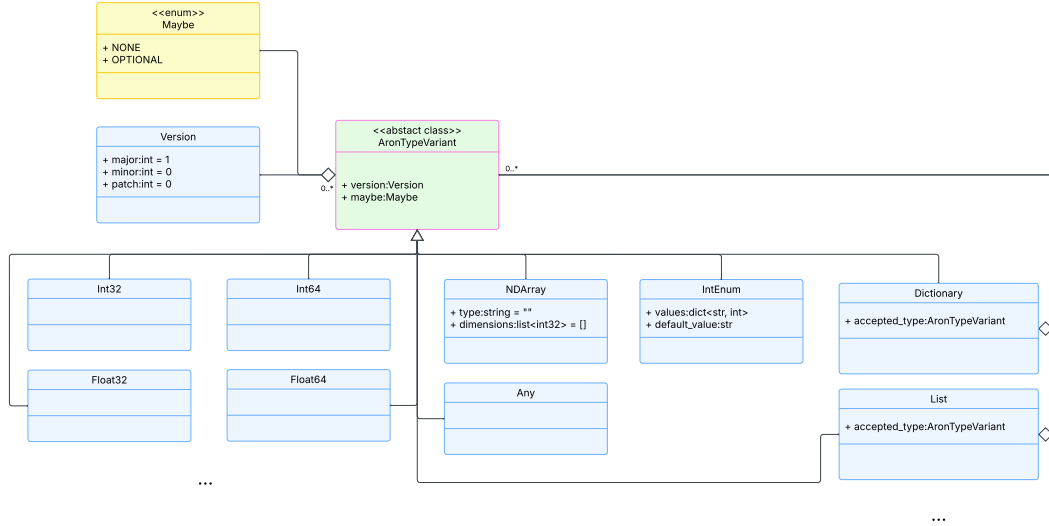 <<enum>>
Maybe
+ NONE
+ OPTIONAL
Version
+ major:int = 1
+ minor:int = 0
+ patch:int = 0
<<abstact class>>
AronTypeVariant
+ version:Version
+ maybe:Maybe
0..*
0..*
Int32
Int64
NDArray
+ type:string = ""
+ dimensions:list<int32> = []
IntEnum
+ values:dict<str, int>
+ default_value:str
Dictionary
+ accepted_type:AronTypeVariant
Float32
Float64
Any
List
+ accepted_type:AronTypeVariant
...
...